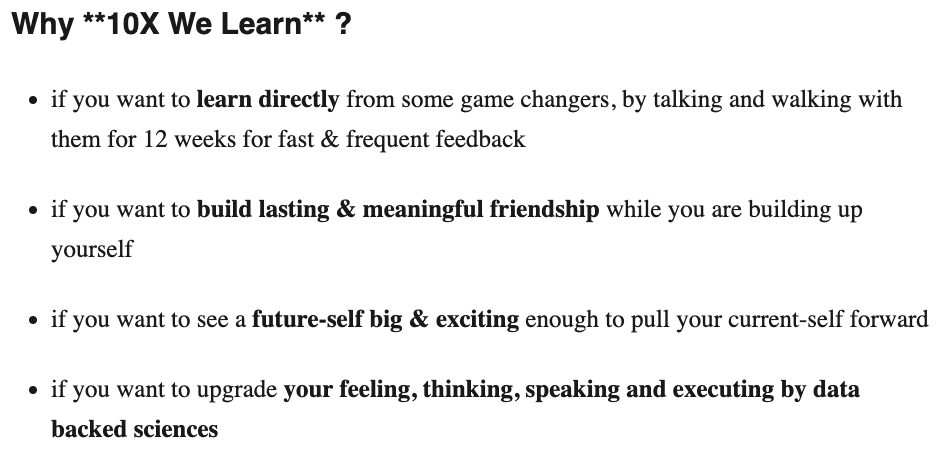 Why **10X We Learn** ?
• if you want to learn directly from some game changers, by talking and walking with
them for 12 weeks for fast & frequent feedback
• if you want to build lasting & meaningful friendship while you are building up
yourself
• if you want to see a future-self big & exciting enough to pull your current-self forward
• if you want to upgrade your feeling, thinking, speaking and executing by data
backed sciences